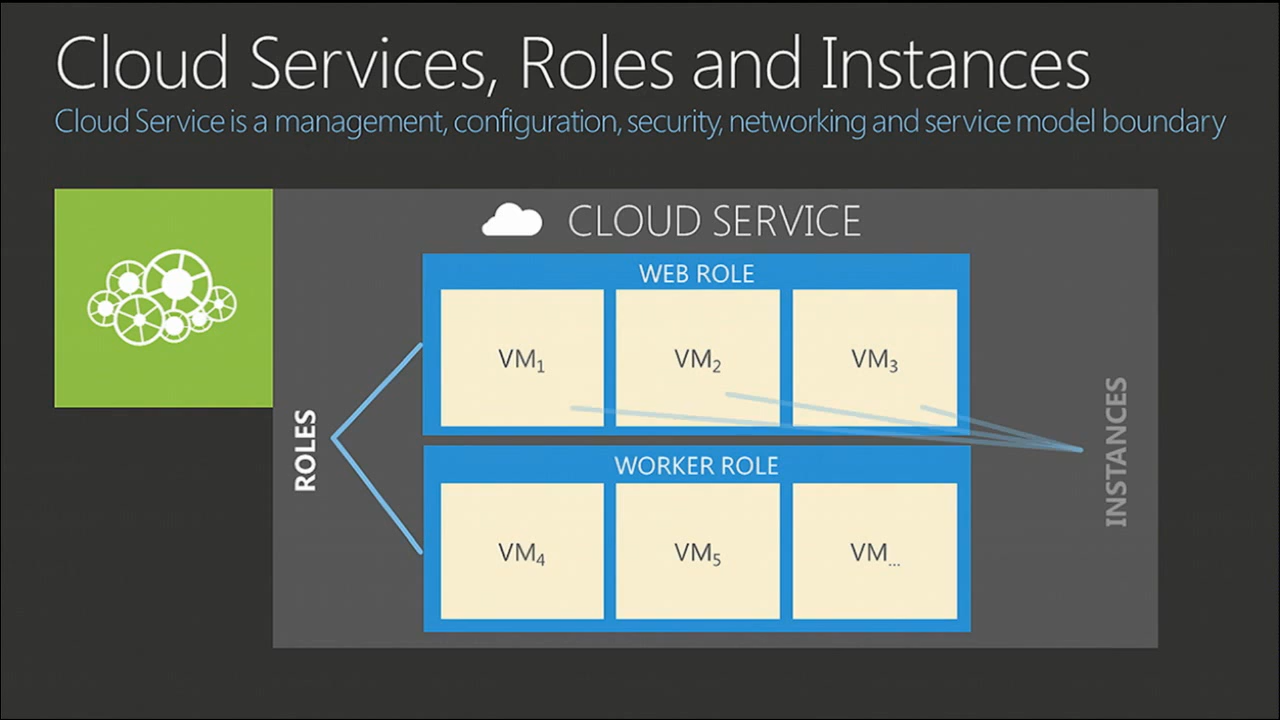 Cloud Services, Roles and Instances
Cloud Service is a management, configuration, security, networking and service model boundary
CLOUD SERVICE
WEB ROLE
VM₁ VM₂ VM₃
ROLES
INSTANCES
WORKER ROLE
VM₄ VM₅ VM...